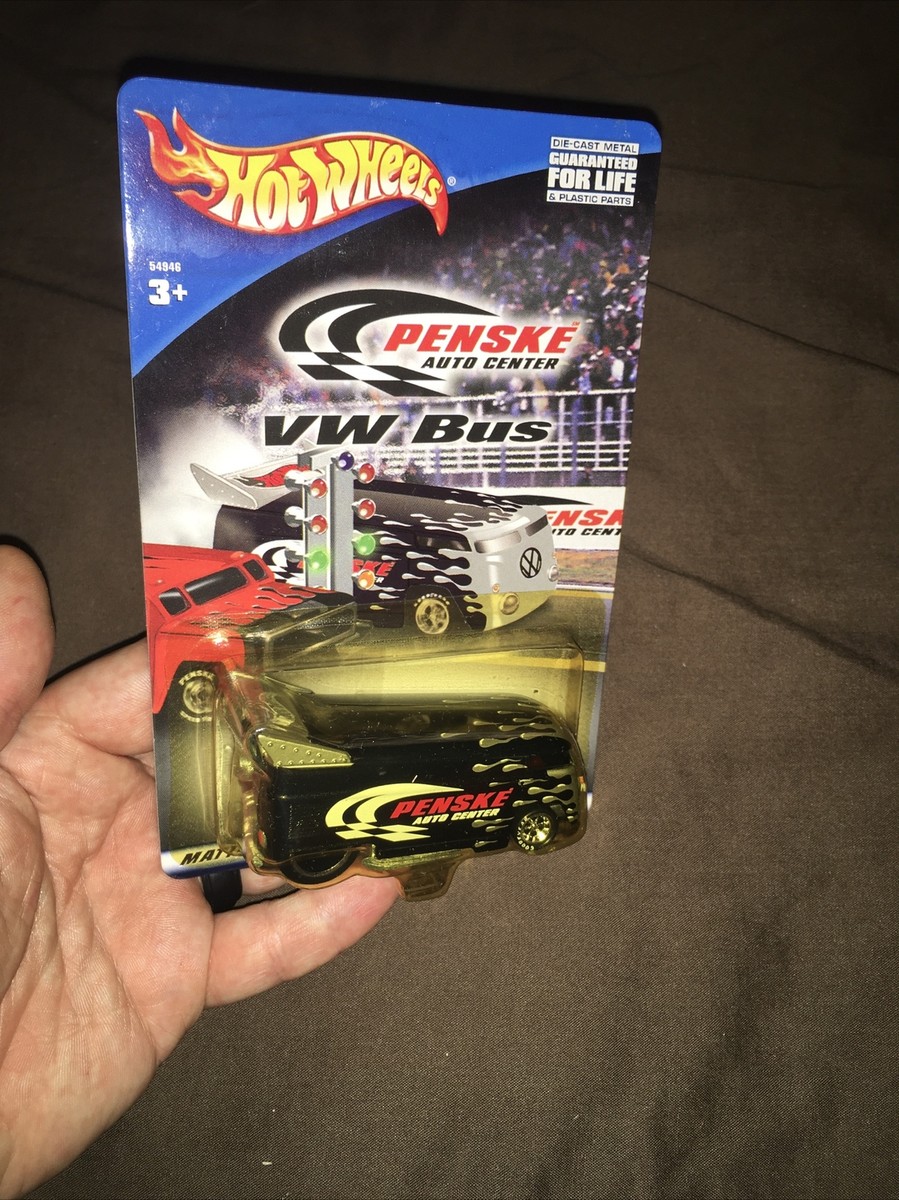 HOT WHEELS®
DIE-CAST METAL
GUARANTEED
FOR LIFE
& PLASTIC PARTS
54946
3+
PENSKE™
AUTO CENTER
VW Bus
PENSKE
AUTO CENTER